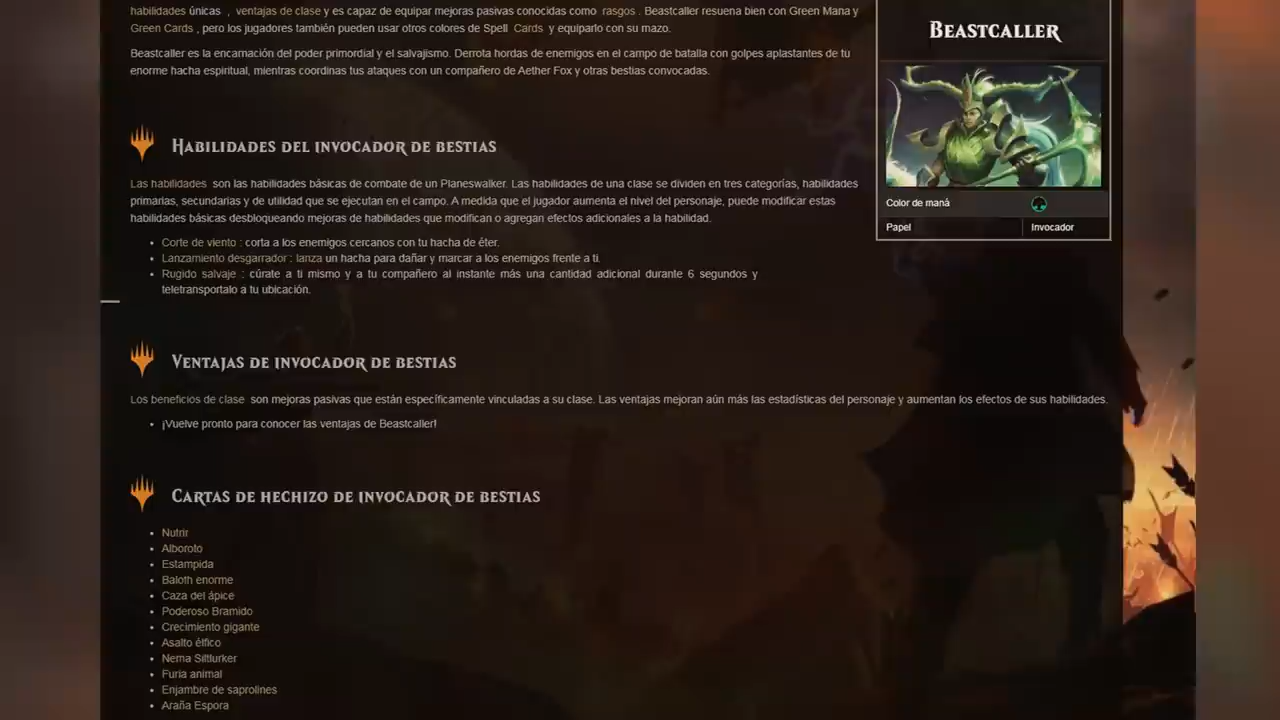 habilidades únicas , ventajas de clase y es capaz de equipar mejoras pasivas conocidas como rasgos . Beastcaller resuena bien con Green Mana y
Green Cards , pero los jugadores también pueden usar otros colores de Spell Cards y equiparlo con su mazo.
Beastcaller es la encarnación del poder primordial y el salvajismo. Derrota hordas de enemigos en el campo de batalla con golpes aplastantes de tu
enorme hacha espiritual, mientras coordinas tus ataques con un compañero de Aether Fox y otras bestias convocadas.
Beastcaller
Color de maná
Papel Invocador
Habilidades del invocador de bestias
Las habilidades son las habilidades básicas de combate de un Planeswalker. Las habilidades de una clase se dividen en tres categorías, habilidades
primarias, secundarias y de utilidad que se ejecutan en el campo. A medida que el jugador aumenta el nivel del personaje, puede modificar estas
habilidades básicas desbloqueando mejoras de habilidades que modifican o agregan efectos adicionales a la habilidad.
• Corte de viento : corta a los enemigos cercanos con tu hacha de éter.
• Lanzamiento desgarrador : lanza un hacha para dañar y marcar a los enemigos frente a ti.
• Rugido salvaje : cúrate a ti mismo y a tu compañero al instante más una cantidad adicional durante 6 segundos y
teletransportalo a tu ubicación.
Ventajas de invocador de bestias
Los beneficios de clase son mejoras pasivas que están específicamente vinculadas a su clase. Las ventajas mejoran aún más las estadísticas del personaje y aumentan los efectos de sus habilidades.
• ¡Vuelve pronto para conocer las ventajas de Beastcaller!
Cartas de hechizo de invocador de bestias
• Nutrir
• Alboroto
• Estampida
• Baloth enorme
• Caza del ápice
• Poderoso Bramido
• Crecimiento gigante
• Asalto élfico
• Nema Siltlurker
• Furia animal
• Enjambre de saprolines
• Araña Espora